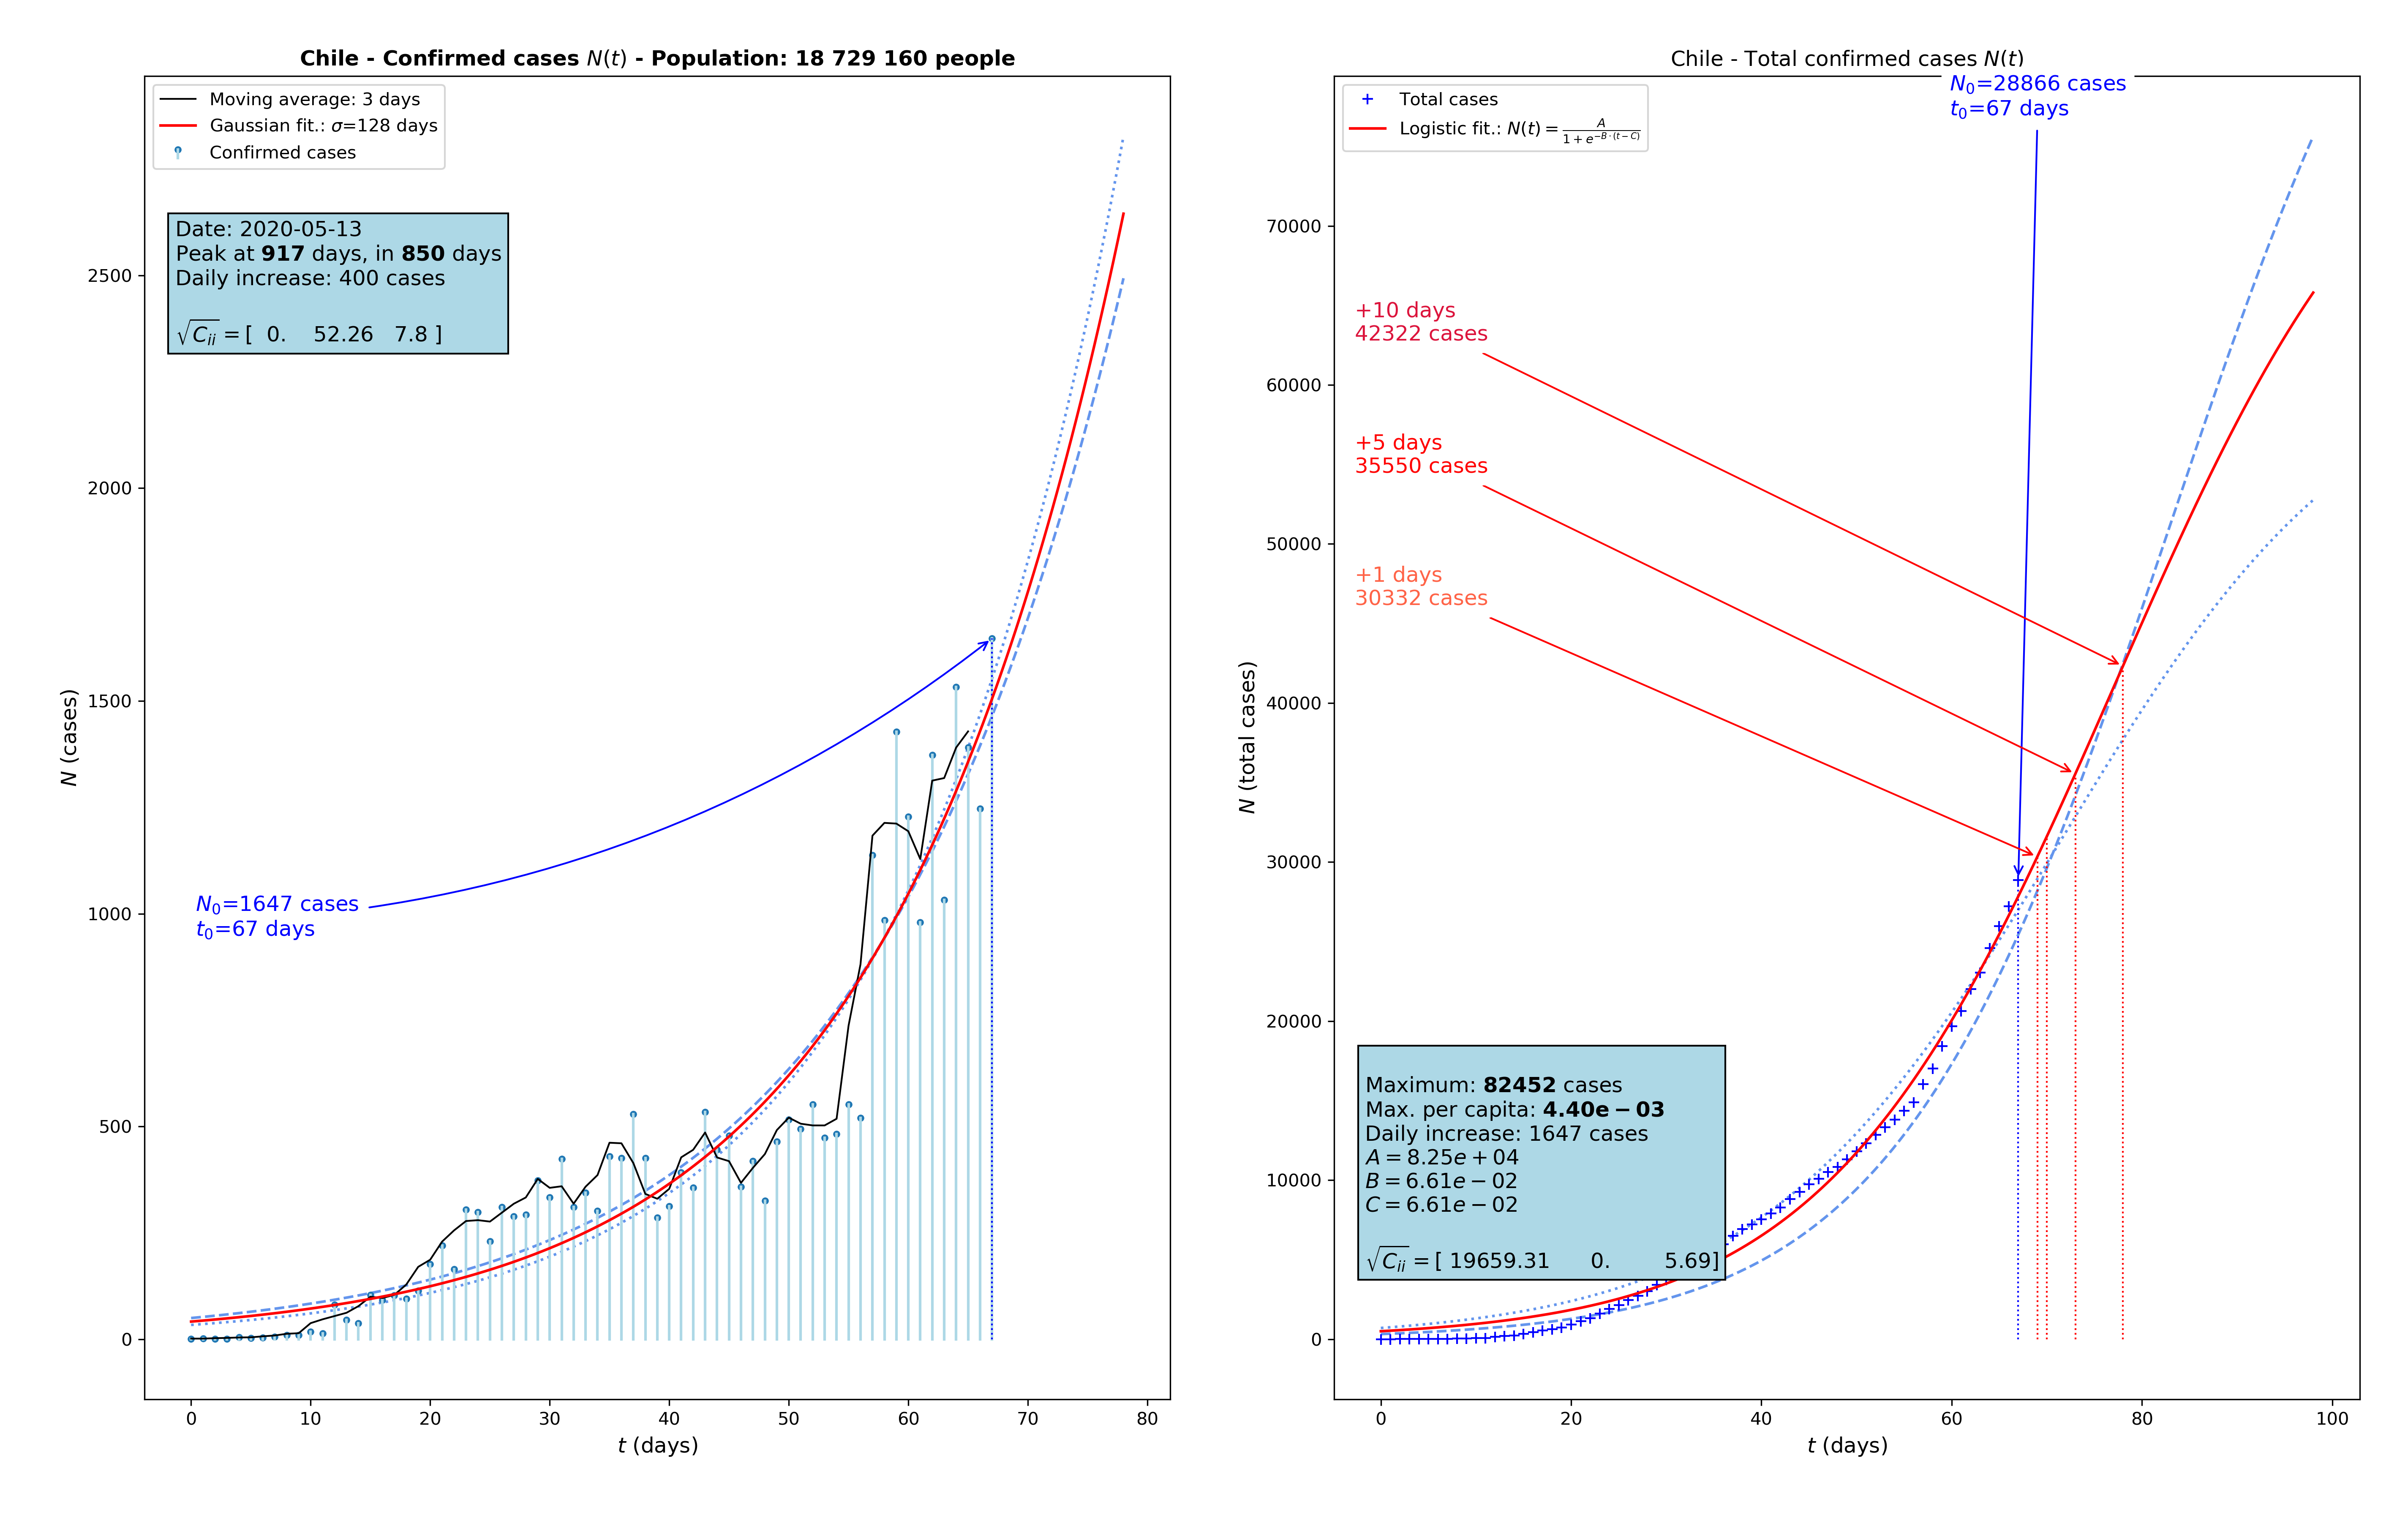 Chile - Confirmed cases N(t) - Population: 18 729 160 people
Moving average: 3 days
Gaussian fit.: σ=128 days
Confirmed cases
Date: 2020-05-13
Peak at 917 days, in 850 days
Daily increase: 400 cases
√C_ii = [ 0. 52.26 7.8 ]
N_0=1647 cases
t_0=67 days
N (cases)
2500
2000
1500
1000
500
0
0 10 20 30 40 50 60 70 80
t (days)
Chile - Total confirmed cases N(t)
N_0=28866 cases
t_0=67 days
Total cases
Logistic fit.: N(t) = A / (1 + e^{-B·(t-C)})
+10 days
42322 cases
+5 days
35550 cases
+1 days
30332 cases
Maximum: 82452 cases
Max. per capita: 4.40e − 03
Daily increase: 1647 cases
A = 8.25e + 04
B = 6.61e − 02
C = 6.61e − 02
√C_ii = [ 19659.31 0. 5.69]
N (total cases)
70000
60000
50000
40000
30000
20000
10000
0
0 20 40 60 80 100
t (days)